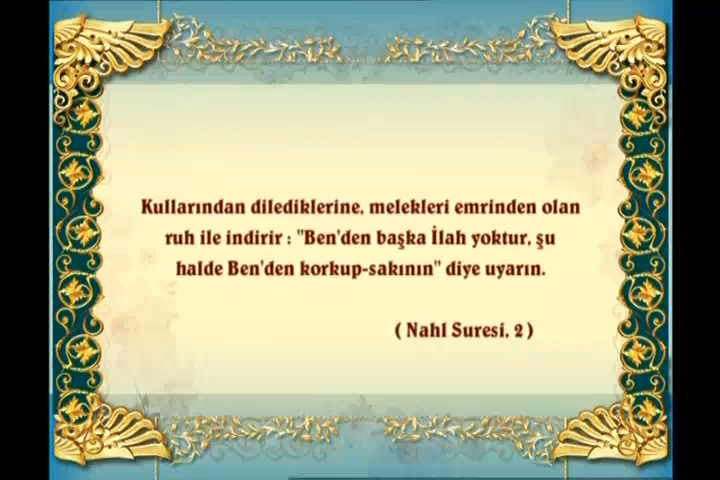 Kullarından dilediklerine, melekleri emrinden olan
ruh ile indirir : "Ben'den başka İlah yoktur, şu
halde Ben'den korkup-sakının" diye uyarın.
( Nahl Suresi, 2 )